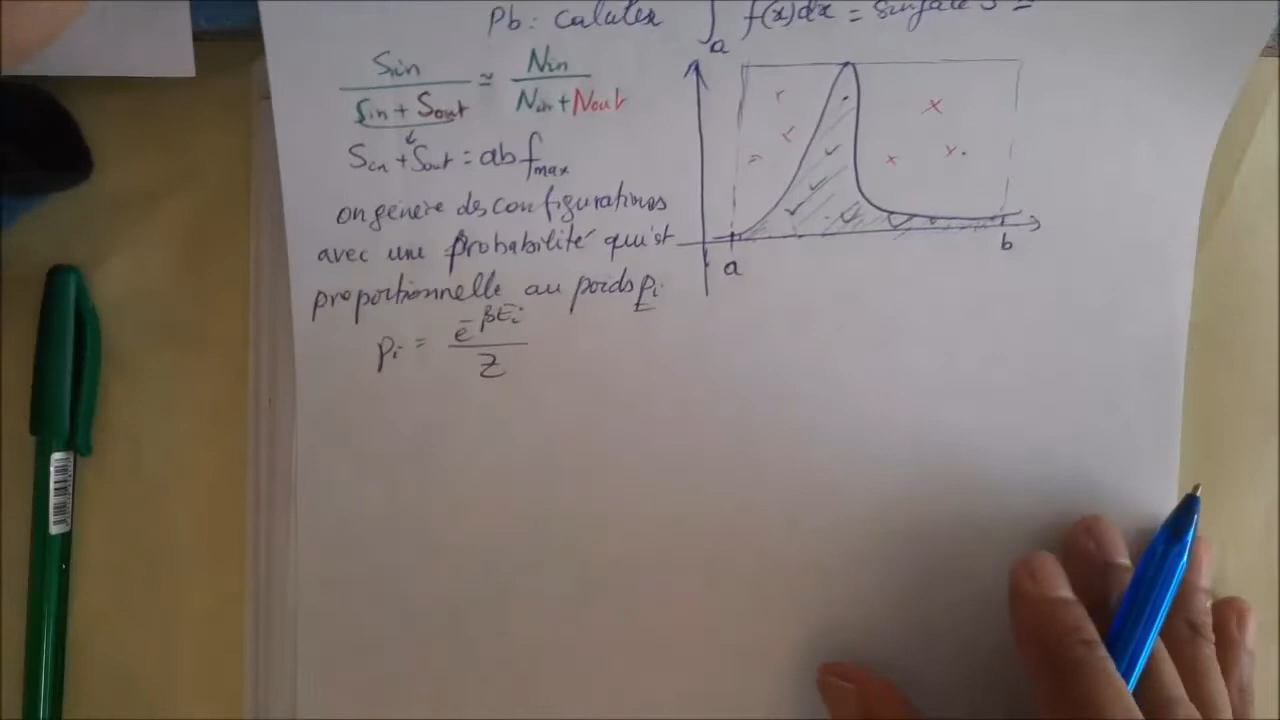 Pb: calculer ∫a f(x)dx = surface S =
Sin / (Sin + Sout) ≃ Nin / (Nin + Nout)
Sin + Sout = ab fmax
on génère des configurations
avec une probabilité qui st
proportionnelle au poids pi
pi = e^-βEi / Z
a
b